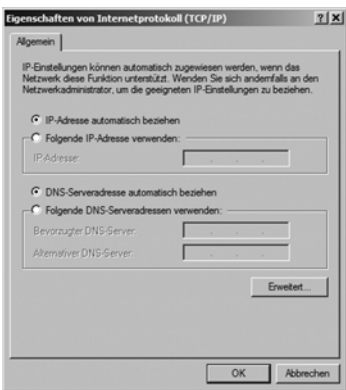 Eigenschaften von Internetprotokoll (TCP/IP)
Allgemein
IP-Einstellungen können automatisch zugewiesen werden, wenn das
Netzwerk diese Funktion unterstützt. Wenden Sie sich andernfalls an den
Netzwerkadministrator, um die geeigneten IP-Einstellungen zu beziehen.
IP-Adresse automatisch beziehen
Folgende IP-Adresse verwenden:
IP-Adresse:
DNS-Serveradresse automatisch beziehen
Folgende DNS-Serveradressen verwenden:
Bevorzugter DNS-Server:
Alternativer DNS-Server:
Erweitert...
OK Abbrechen